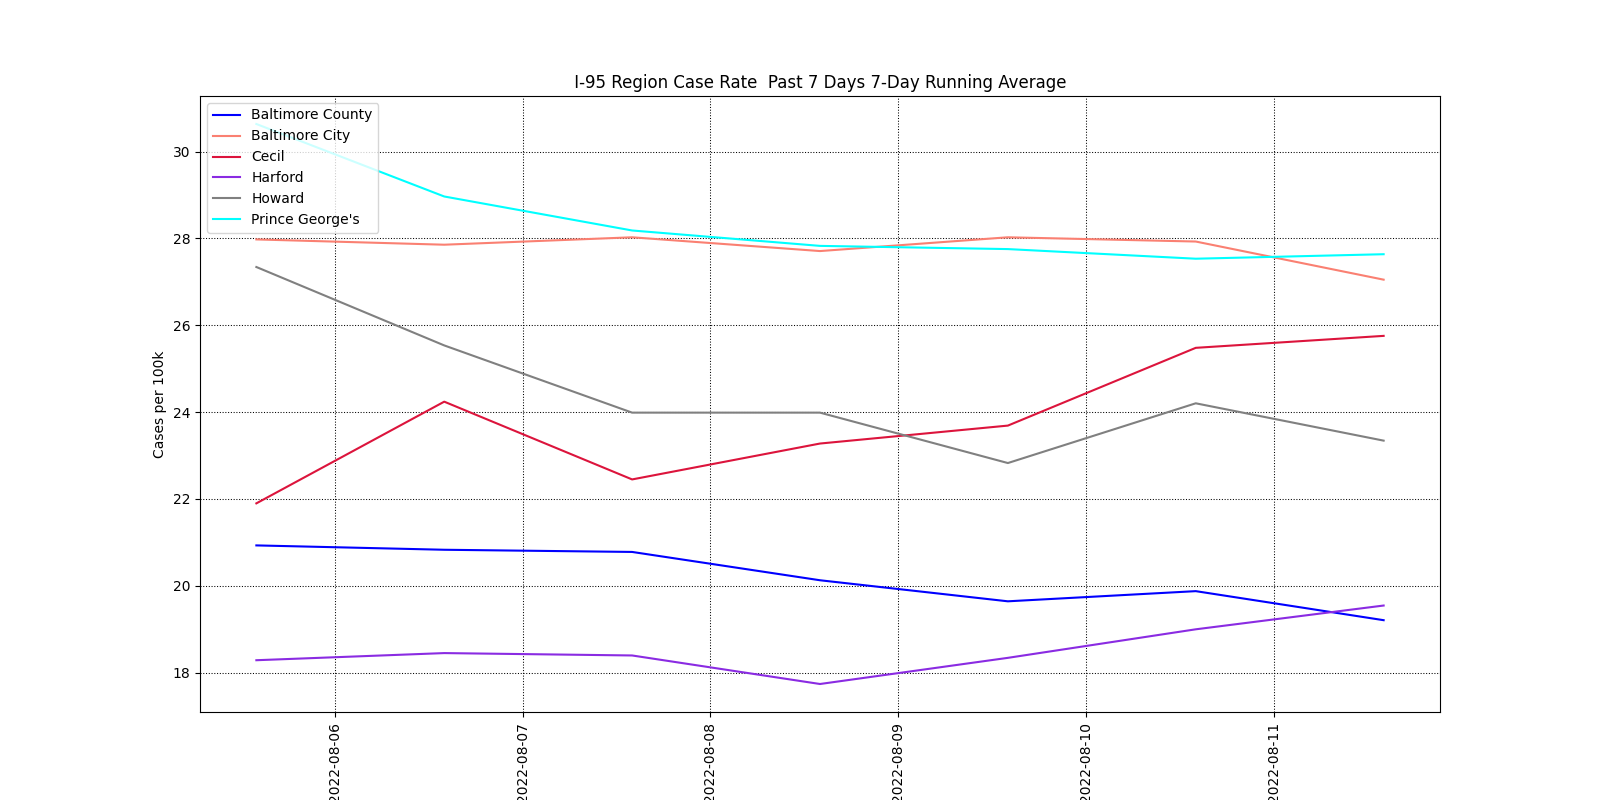 I-95 Region Case Rate  Past 7 Days 7-Day Running Average
Baltimore County
Baltimore City
Cecil
Harford
Howard
Prince George's
Cases per 100k
30
28
26
24
22
20
18
2022-08-06
2022-08-07
2022-08-08
2022-08-09
2022-08-10
2022-08-11